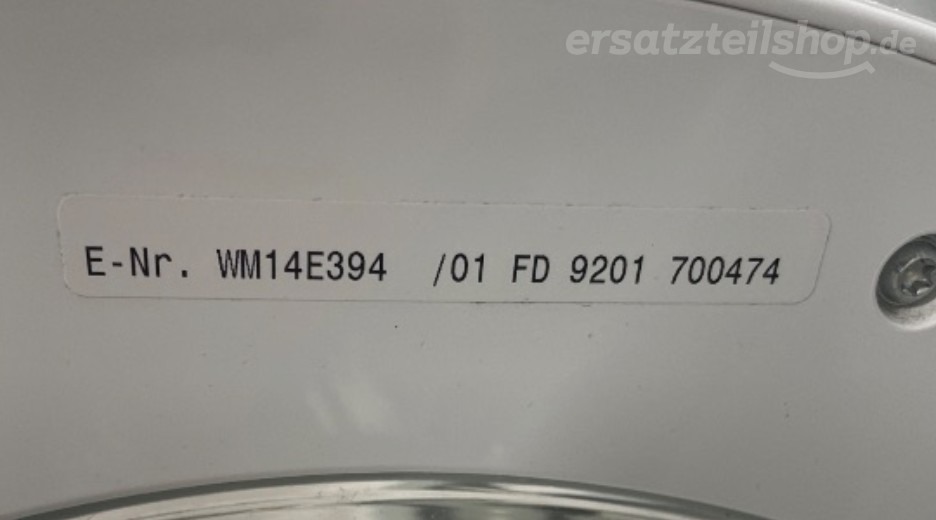 ersatzteilshop.de
E-Nr. WM14E394 /01 FD 9201 700474